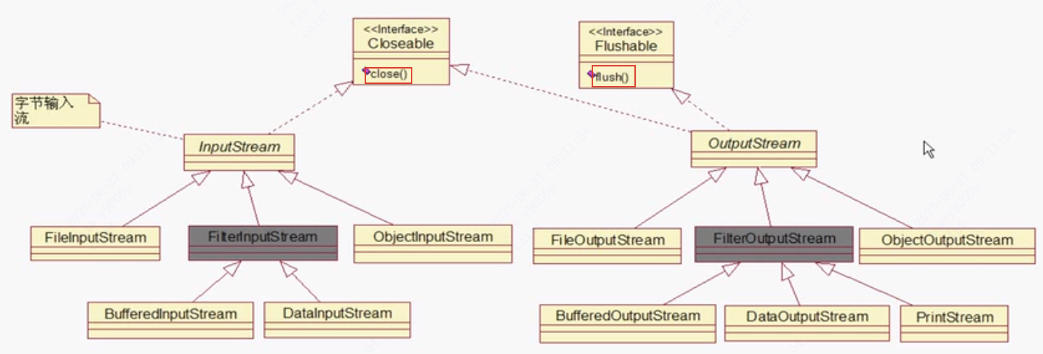 <<Interface>>
Closeable
close()
<<Interface>>
Flushable
flush()
字节输入
流
InputStream
OutputStream
FileInputStream
FilterInputStream
ObjectInputStream
FileOutputStream
FilterOutputStream
ObjectOutputStream
BufferedInputStream
DataInputStream
BufferedOutputStream
DataOutputStream
PrintStream